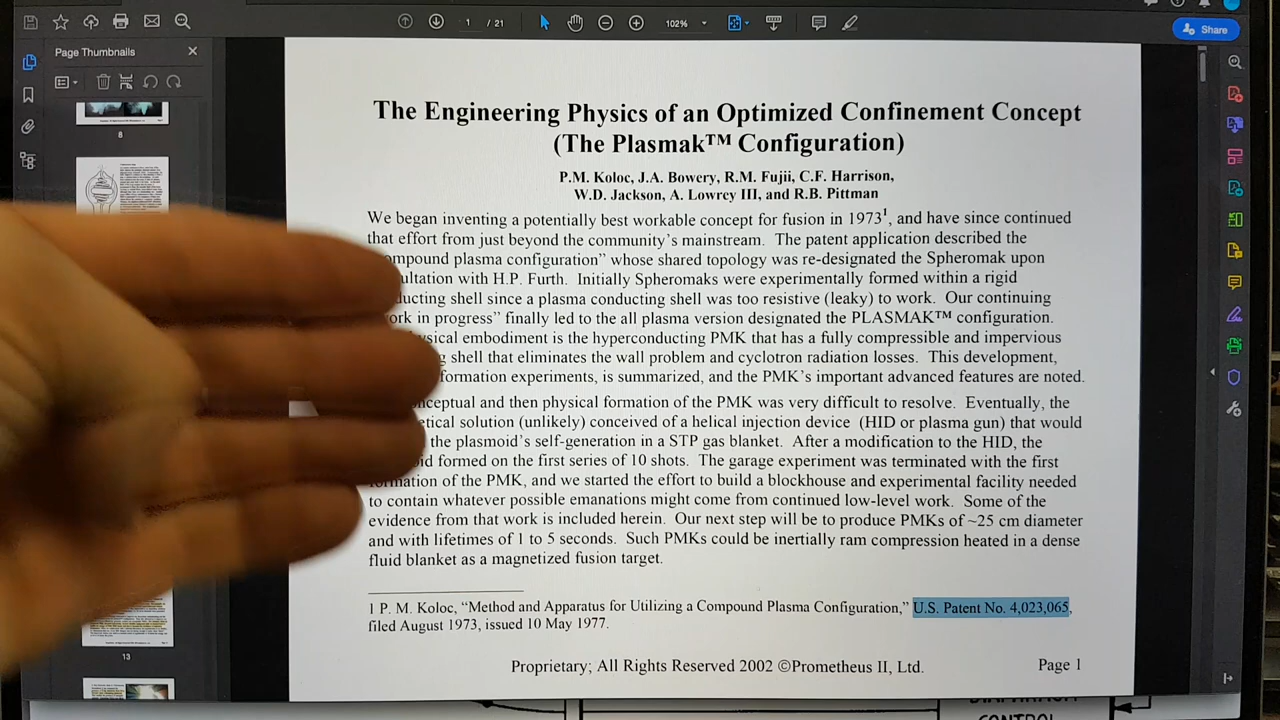 1 / 21
102%
Share
Page Thumbnails
8
The Engineering Physics of an Optimized Confinement Concept
(The Plasmak™ Configuration)
P.M. Koloc, J.A. Bowery, R.M. Fujii, C.F. Harrison,
W.D. Jackson, A. Lowrey III, and R.B. Pittman
We began inventing a potentially best workable concept for fusion in 1973¹, and have since continued
that effort from just beyond the community's mainstream. The patent application described the
configuration" whose shared topology was re-designated the Spheromak upon
with H.P. Furth. Initially Spheromaks were experimentally formed within a rigid
shell since a plasma conducting shell was too resistive (leaky) to work. Our continuing
in progress" finally led to the all plasma version designated the PLASMAK™ configuration.
embodiment is the hyperconducting PMK that has a fully compressible and impervious
shell that eliminates the wall problem and cyclotron radiation losses. This development,
formation experiments, is summarized, and the PMK's important advanced features are noted.
and then physical formation of the PMK was very difficult to resolve. Eventually, the
solution (unlikely) conceived of a helical injection device (HID or plasma gun) that would
the plasmoid's self-generation in a STP gas blanket. After a modification to the HID, the
formed on the first series of 10 shots. The garage experiment was terminated with the first
formation of the PMK, and we started the effort to build a blockhouse and experimental facility needed
to contain whatever possible emanations might come from continued low-level work. Some of the
evidence from that work is included herein. Our next step will be to produce PMKs of ~25 cm diameter
and with lifetimes of 1 to 5 seconds. Such PMKs could be inertially ram compression heated in a dense
fluid blanket as a magnetized fusion target.
1 P. M. Koloc, "Method and Apparatus for Utilizing a Compound Plasma Configuration," U.S. Patent No. 4,023,065,
filed August 1973, issued 10 May 1977.
Proprietary; All Rights Reserved 2002 ©Prometheus II, Ltd. Page 1
13
CONTROL